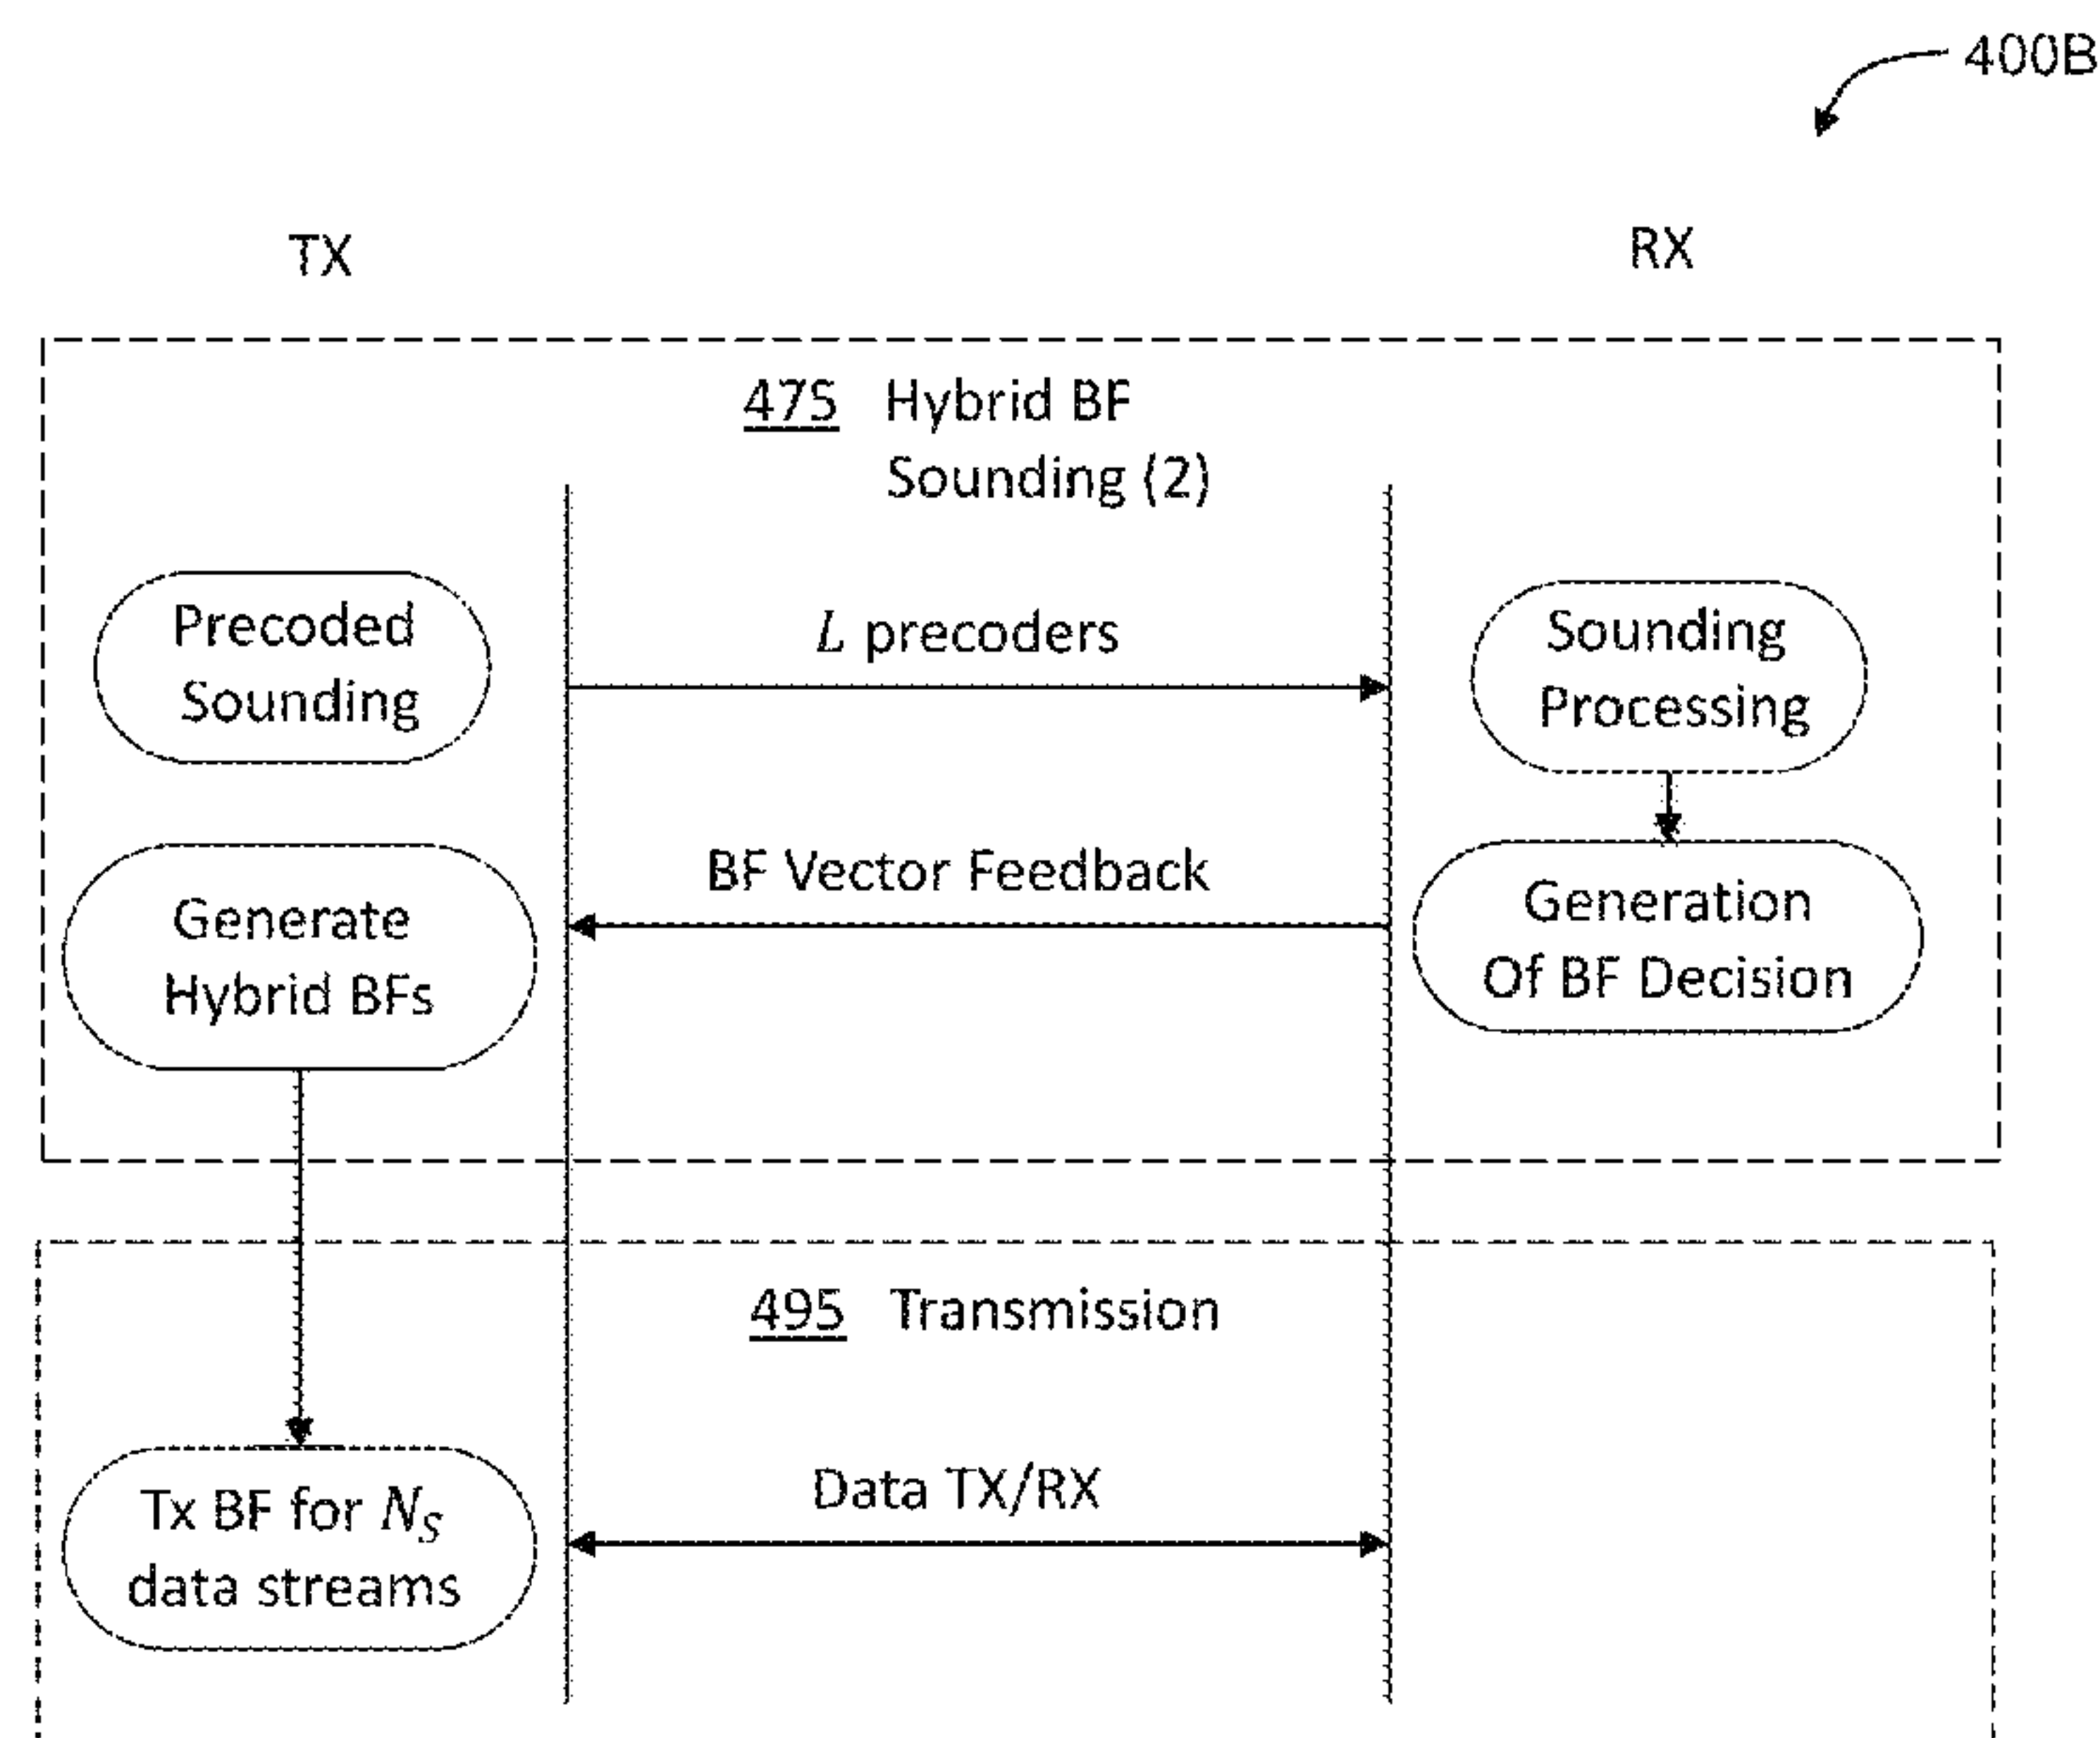 400B
TX
RX
475 Hybrid BF
Sounding (2)
Precoded
Sounding
L precoders
Sounding
Processing
BF Vector Feedback
Generate
Hybrid BFs
Generation
Of BF Decision
495 Transmission
Tx BF for N_S
data streams
Data TX/RX